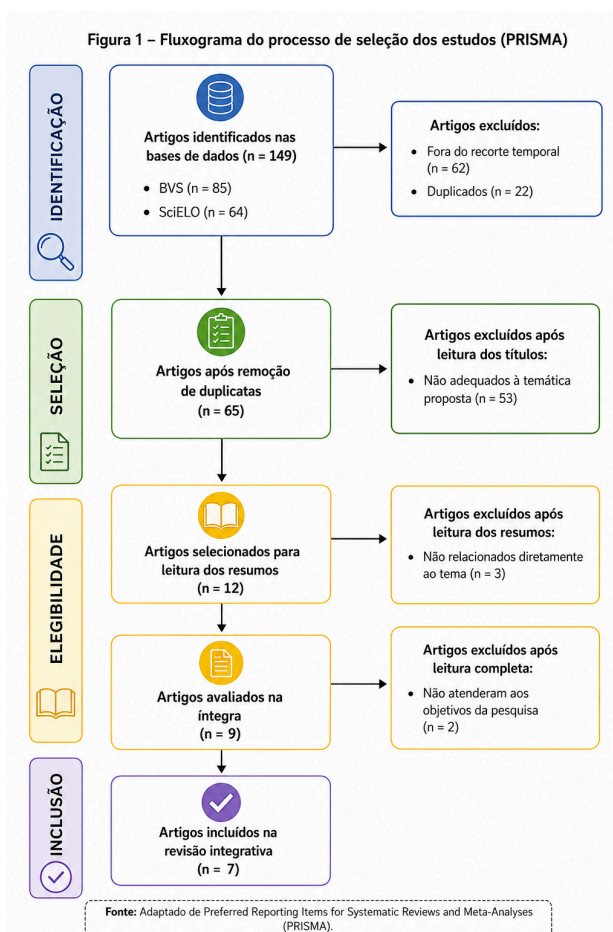 Figura 1 – Fluxograma do processo de seleção dos estudos (PRISMA)
IDENTIFICAÇÃO
Artigos identificados nas
bases de dados (n = 149)
• BVS (n = 85)
• SciELO (n = 64)
Artigos excluídos:
• Fora do recorte temporal
(n = 62)
• Duplicados (n = 22)
SELEÇÃO
Artigos após remoção
de duplicatas
(n = 65)
Artigos excluídos após
leitura dos títulos:
• Não adequados à temática
proposta (n = 53)
ELEGIBILIDADE
Artigos selecionados para
leitura dos resumos
(n = 12)
Artigos excluídos após
leitura dos resumos:
• Não relacionados diretamente
ao tema (n = 3)
Artigos avaliados na
íntegra
(n = 9)
Artigos excluídos após
leitura completa:
• Não atenderam aos
objetivos da pesquisa
(n = 2)
INCLUSÃO
Artigos incluídos na
revisão integrativa
(n = 7)
Fonte: Adaptado de Preferred Reporting Items for Systematic Reviews and Meta-Analyses
(PRISMA).